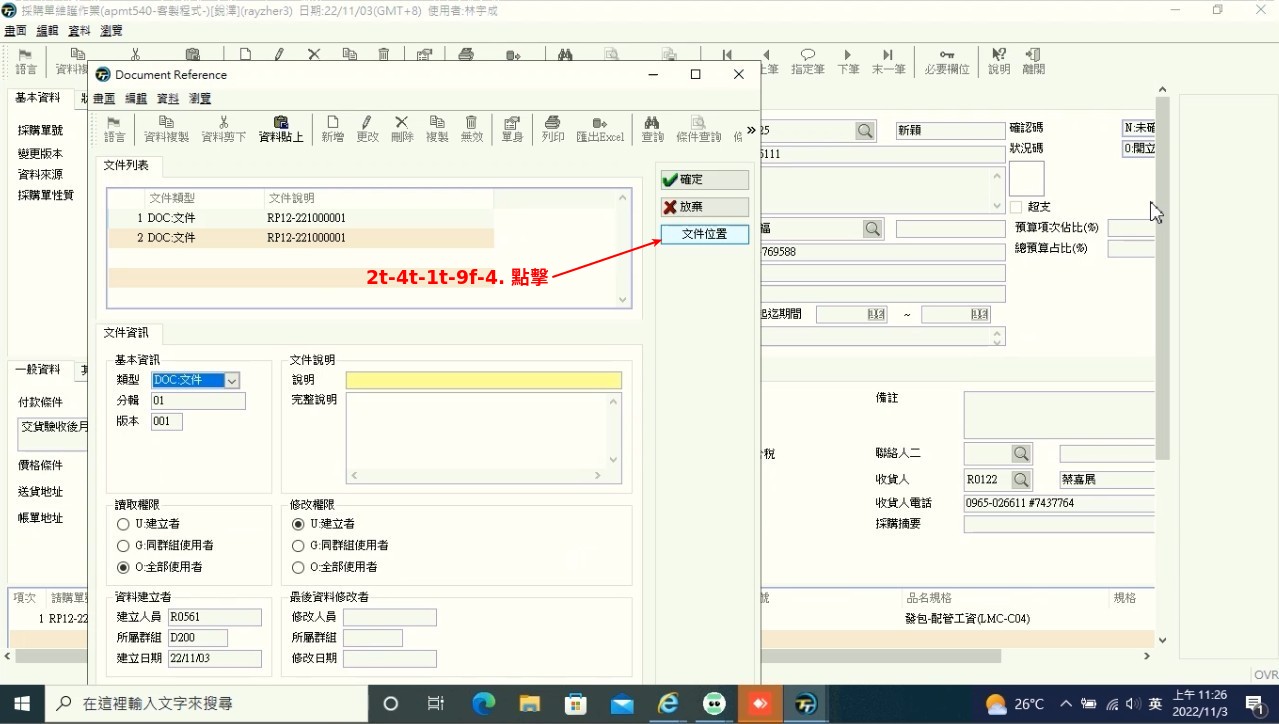 採購單維護作業(apmt540-客製程式-)[銳澤](rayzher3) 日期:22/11/03(GMT+8) 使用者:林宇成
畫面 編輯 資料 瀏覽
語言 資料複
上筆 指定筆 下筆 末一筆 必要欄位 說明 離開
Document Reference
畫面 編輯 資料 瀏覽
語言 資料複製 資料剪下 資料貼上 新增 更改 刪除 複製 無效 單身 列印 匯出Excel 查詢 條件查詢 »
基本資料
採購單號
變更版本
資料來源
採購單性質
文件列表
文件類型 文件說明
1 DOC:文件 RP12-221000001
2 DOC:文件 RP12-221000001
確定
放棄
文件位置
2t-4t-1t-9f-4. 點擊
25 新穎 確認碼 N:未確
5111 狀況碼 O:開立
超支
預算項次佔比(%)
福
769588 總預算占比(%)
起迄期間 ~
文件資訊
基本資訊
類型 DOC:文件
分輯 01
版本 001
文件說明
說明
完整說明
一般資料
付款條件
交貨驗收後月
價格條件
送貨地址
帳單地址
備註
稅 聯絡人二
收貨人 R0122 葉嘉展
收貨人電話 0965-026611 #7437764
採購摘要
讀取權限
U:建立者
G:同群組使用者
O:全部使用者
修改權限
U:建立者
G:同群組使用者
O:全部使用者
資料建立者
建立人員 R0561
所屬群組 D200
建立日期 22/11/03
最後資料修改者
修改人員
所屬群組
修改日期
項次 請購單
1 RP12-22
號 品名規格 規格
發包-配管工資(LMC-C04)
OVR
在這裡輸入文字來搜尋
26°C 英 上午 11:26
2022/11/3
1